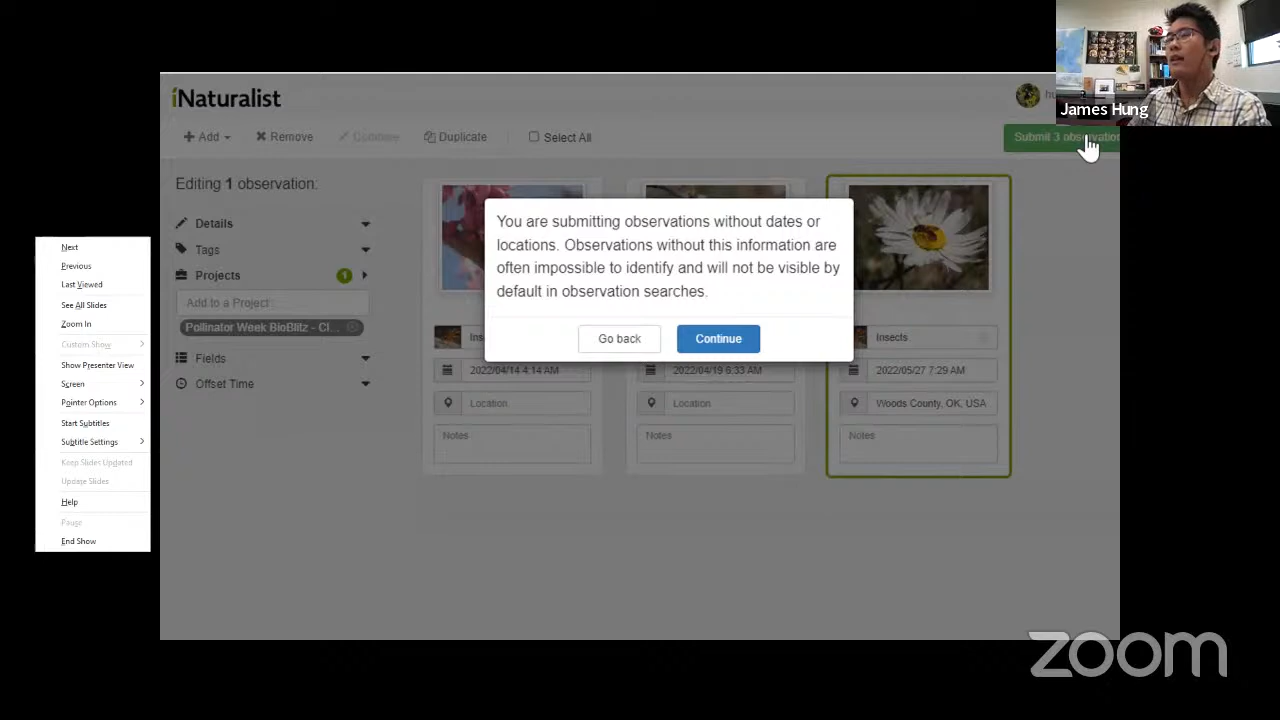 James Hung
iNaturalist
Add
Remove
Combine
Duplicate
Select All
Submit 3 observation
Editing 1 observation:
Details
Tags
Projects
1
Add to a Project
Pollinator Week BioBlitz - Cl...
Fields
Offset Time
You are submitting observations without dates or
locations. Observations without this information are
often impossible to identify and will not be visible by
default in observation searches.
Go back
Continue
Insects
2022/04/14 4:14 AM
2022/04/19 6:33 AM
2022/05/27 7:29 AM
Location
Location
Woods County, OK, USA
Notes
Notes
Notes
Next
Previous
Last Viewed
See All Slides
Zoom In
Custom Show
Show Presenter View
Screen
Pointer Options
Start Subtitles
Subtitle Settings
Keep Slides Updated
Update Slides
Help
Pause
End Show
zoom